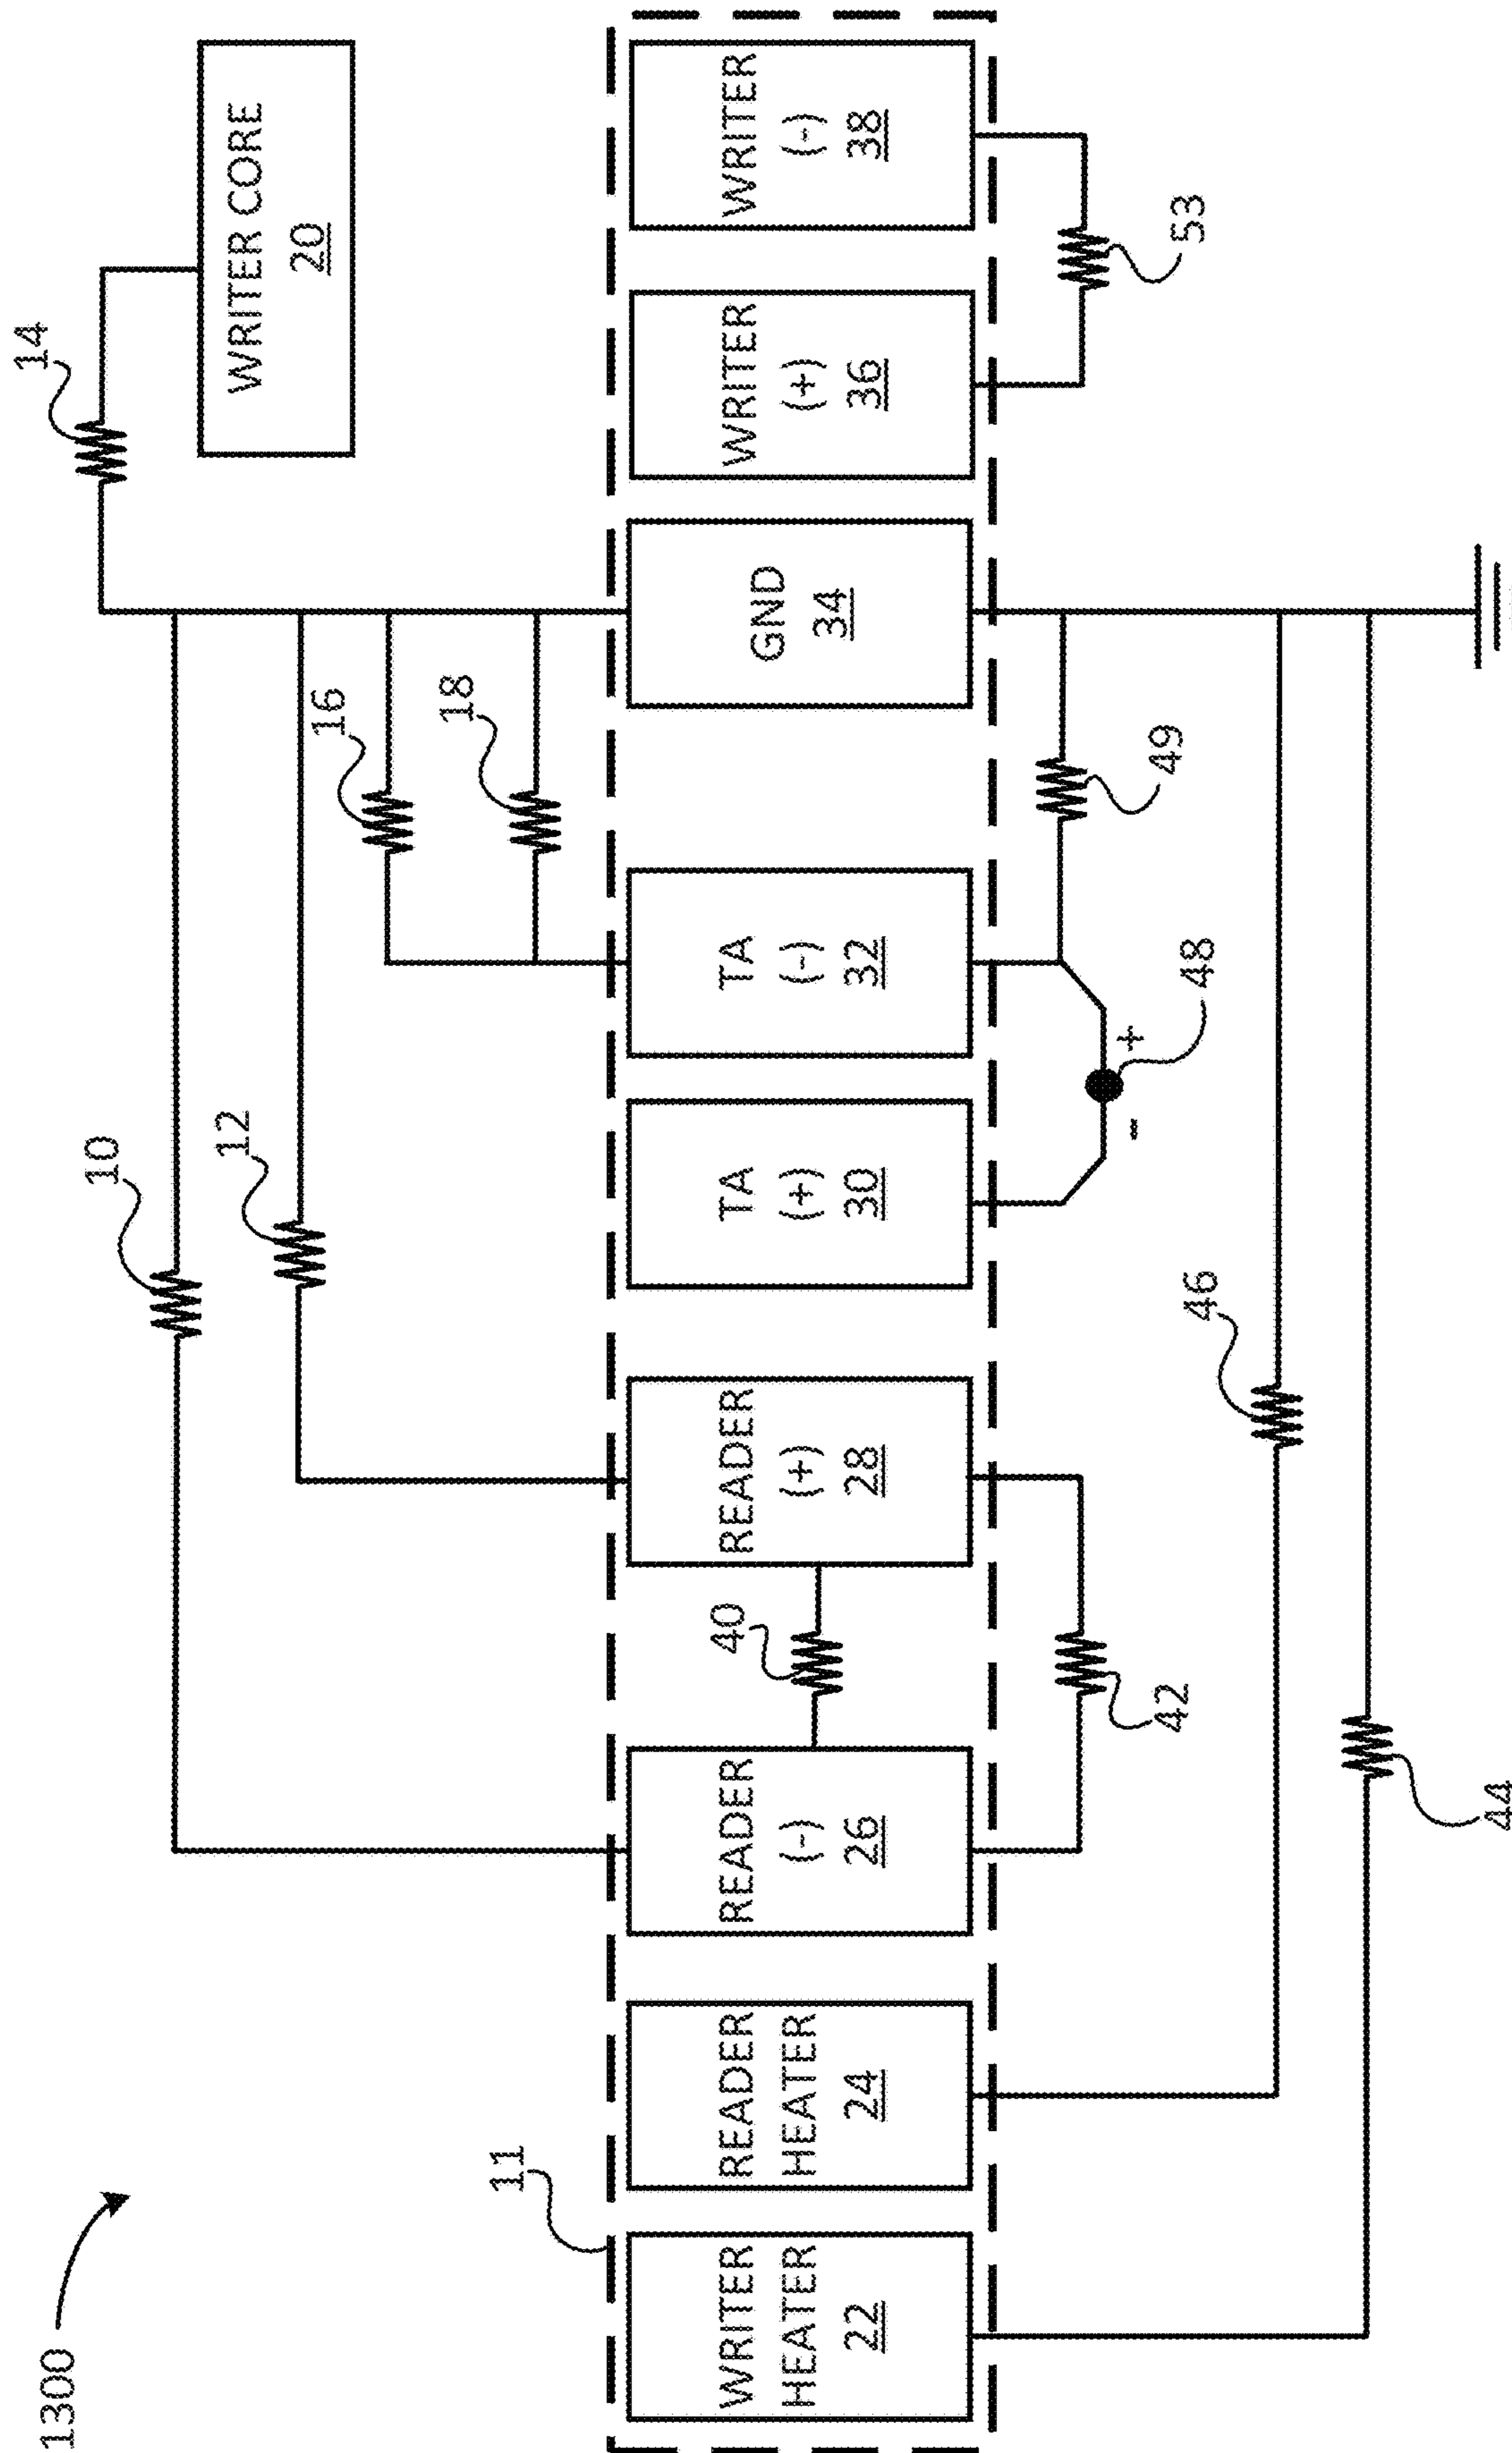 1300
11
10
12
14
16
18
WRITER CORE
20
WRITER
HEATER
22
READER
HEATER
24
READER
(-)
26
40
READER
(+)
28
TA
(+)
30
TA
(-)
32
GND
34
WRITER
(+)
36
WRITER
(-)
38
42
44
46
-
+
48
49
53